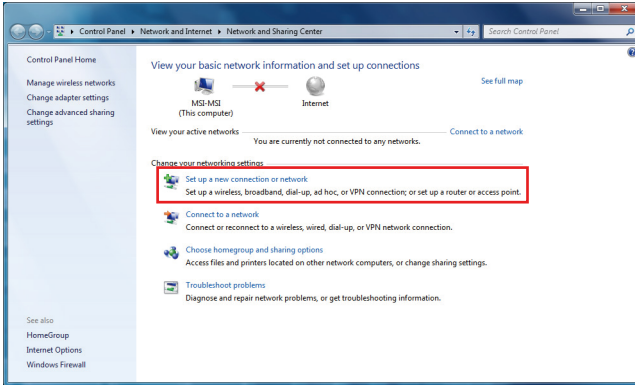 Control Panel ▸ Network and Internet ▸ Network and Sharing Center
Search Control Panel
Control Panel Home
Manage wireless networks
Change adapter settings
Change advanced sharing
settings
See also
HomeGroup
Internet Options
Windows Firewall
View your basic network information and set up connections
See full map
MSI-MSI
(This computer)
Internet
View your active networks
Connect to a network
You are currently not connected to any networks.
Change your networking settings
Set up a new connection or network
Set up a wireless, broadband, dial-up, ad hoc, or VPN connection; or set up a router or access point.
Connect to a network
Connect or reconnect to a wireless, wired, dial-up, or VPN network connection.
Choose homegroup and sharing options
Access files and printers located on other network computers, or change sharing settings.
Troubleshoot problems
Diagnose and repair network problems, or get troubleshooting information.